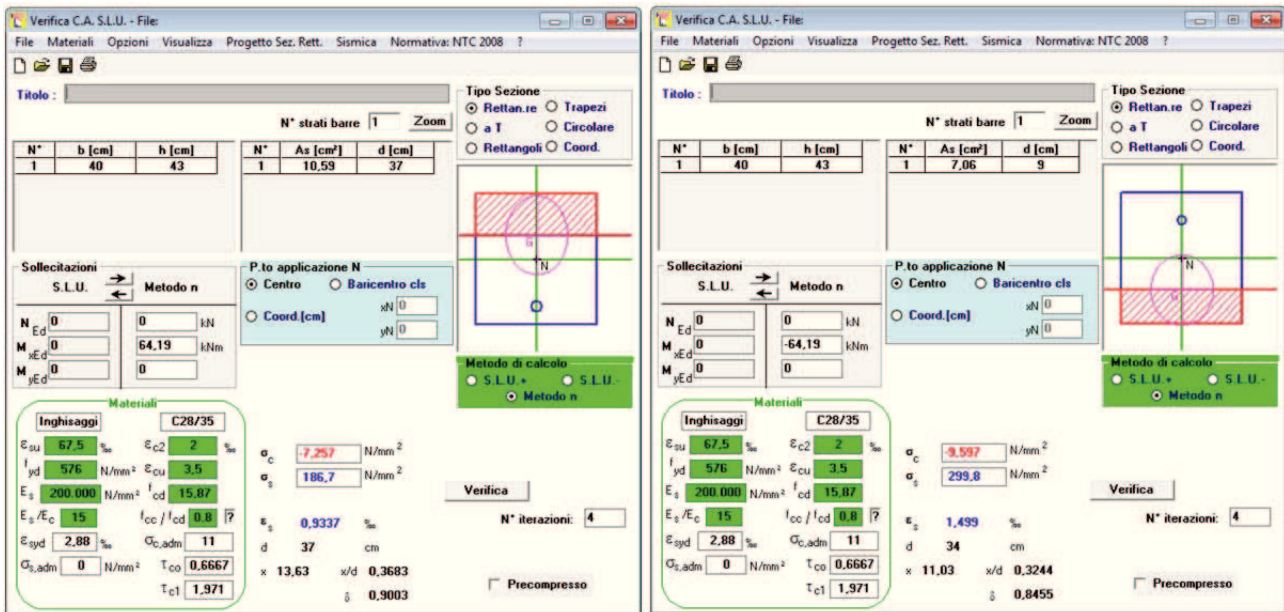 Verifica C.A. S.L.U. - File:
File Materiali Opzioni Visualizza Progetto Sez. Rett. Sismica Normativa: NTC 2008 ?
Titolo :
Tipo Sezione
Rettan.re Trapezi
a T Circolare
Rettangoli Coord.
N° strati barre 1 Zoom
N° b [cm] h [cm]
1 40 43
N° As [cm²] d [cm]
1 10,59 37
G
N
Sollecitazioni
S.L.U. Metodo n
N Ed 0 0 kN
M xEd 0 64,19 kNm
M yEd 0 0
P.to applicazione N
Centro Baricentro cls
Coord.[cm] xN 0
yN 0
Metodo di calcolo
S.L.U.+ S.L.U.-
Metodo n
Materiali
Inghisaggi C28/35
εsu 67,5 ‰ εc2 2 ‰
fyd 576 N/mm² εcu 3,5
Es 200.000 N/mm² fcd 15,87
Es/Ec 15 fcc / fcd 0,8 ?
εsyd 2,88 ‰ σc,adm 11
σs,adm 0 N/mm² τco 0,6667
τc1 1,971
σc -7,257 N/mm²
σs 186,7 N/mm²
εs 0,9337 ‰
d 37 cm
x 13,63 x/d 0,3683
δ 0,9003
Verifica
N° iterazioni: 4
Precompresso
Verifica C.A. S.L.U. - File:
File Materiali Opzioni Visualizza Progetto Sez. Rett. Sismica Normativa: NTC 2008 ?
Titolo :
Tipo Sezione
Rettan.re Trapezi
a T Circolare
Rettangoli Coord.
N° strati barre 1 Zoom
N° b [cm] h [cm]
1 40 43
N° As [cm²] d [cm]
1 7,06 9
N
G
Sollecitazioni
S.L.U. Metodo n
N Ed 0 0 kN
M xEd 0 -64,19 kNm
M yEd 0 0
P.to applicazione N
Centro Baricentro cls
Coord.[cm] xN 0
yN 0
Metodo di calcolo
S.L.U.+ S.L.U.-
Metodo n
Materiali
Inghisaggi C28/35
εsu 67,5 ‰ εc2 2 ‰
fyd 576 N/mm² εcu 3,5
Es 200.000 N/mm² fcd 15,87
Es/Ec 15 fcc / fcd 0,8 ?
εsyd 2,88 ‰ σc,adm 11
σs,adm 0 N/mm² τco 0,6667
τc1 1,971
σc -9,597 N/mm²
σs 299,8 N/mm²
εs 1,499 ‰
d 34 cm
x 11,03 x/d 0,3244
δ 0,8455
Verifica
N° iterazioni: 4
Precompresso